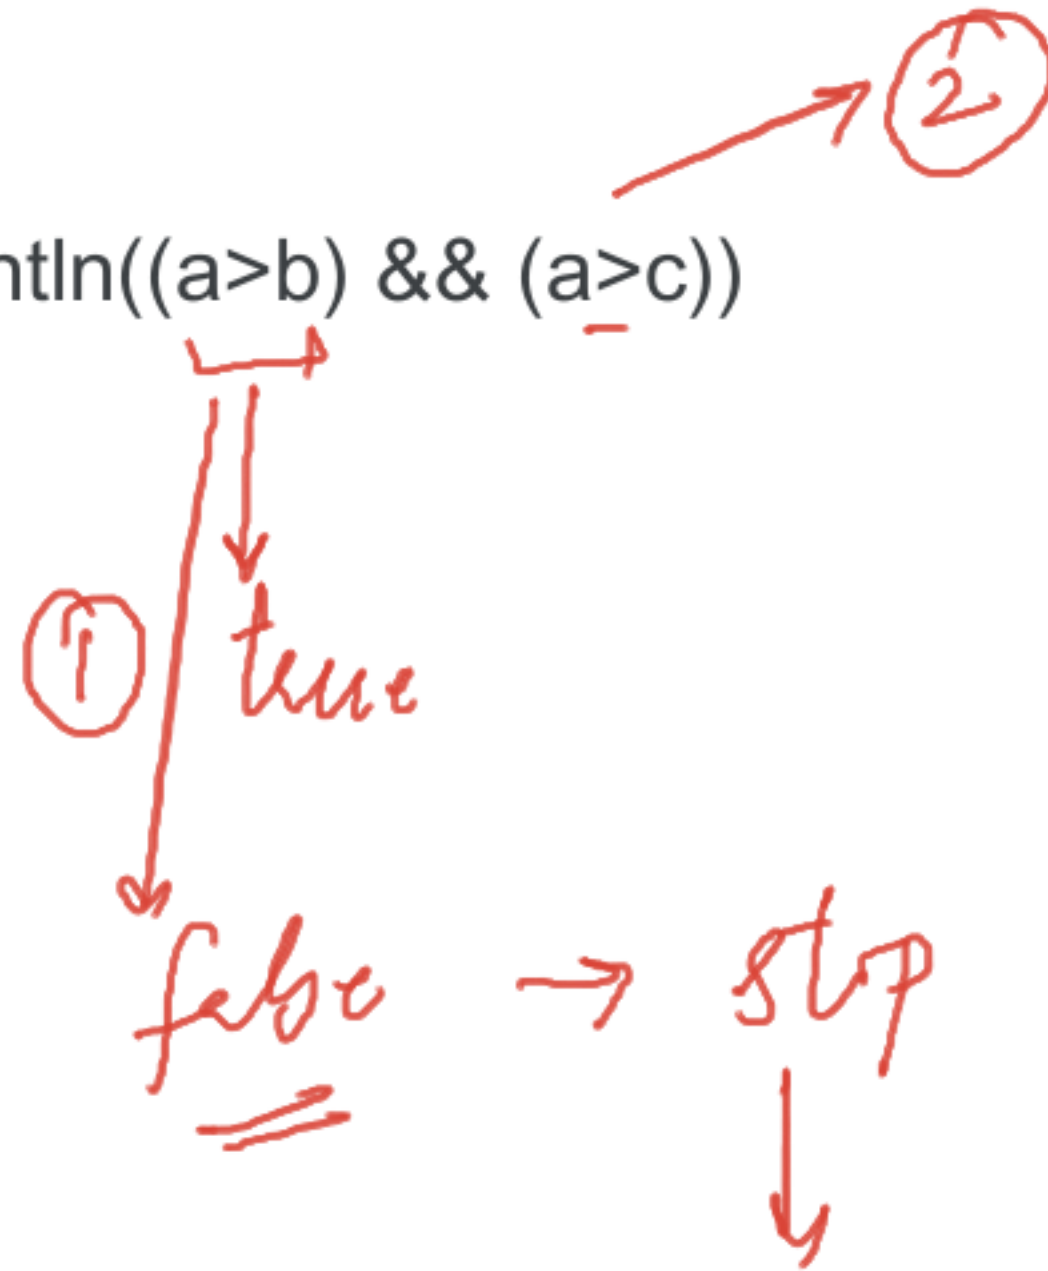 2
ntln((a>b) && (a>c))
1
true
false → stop